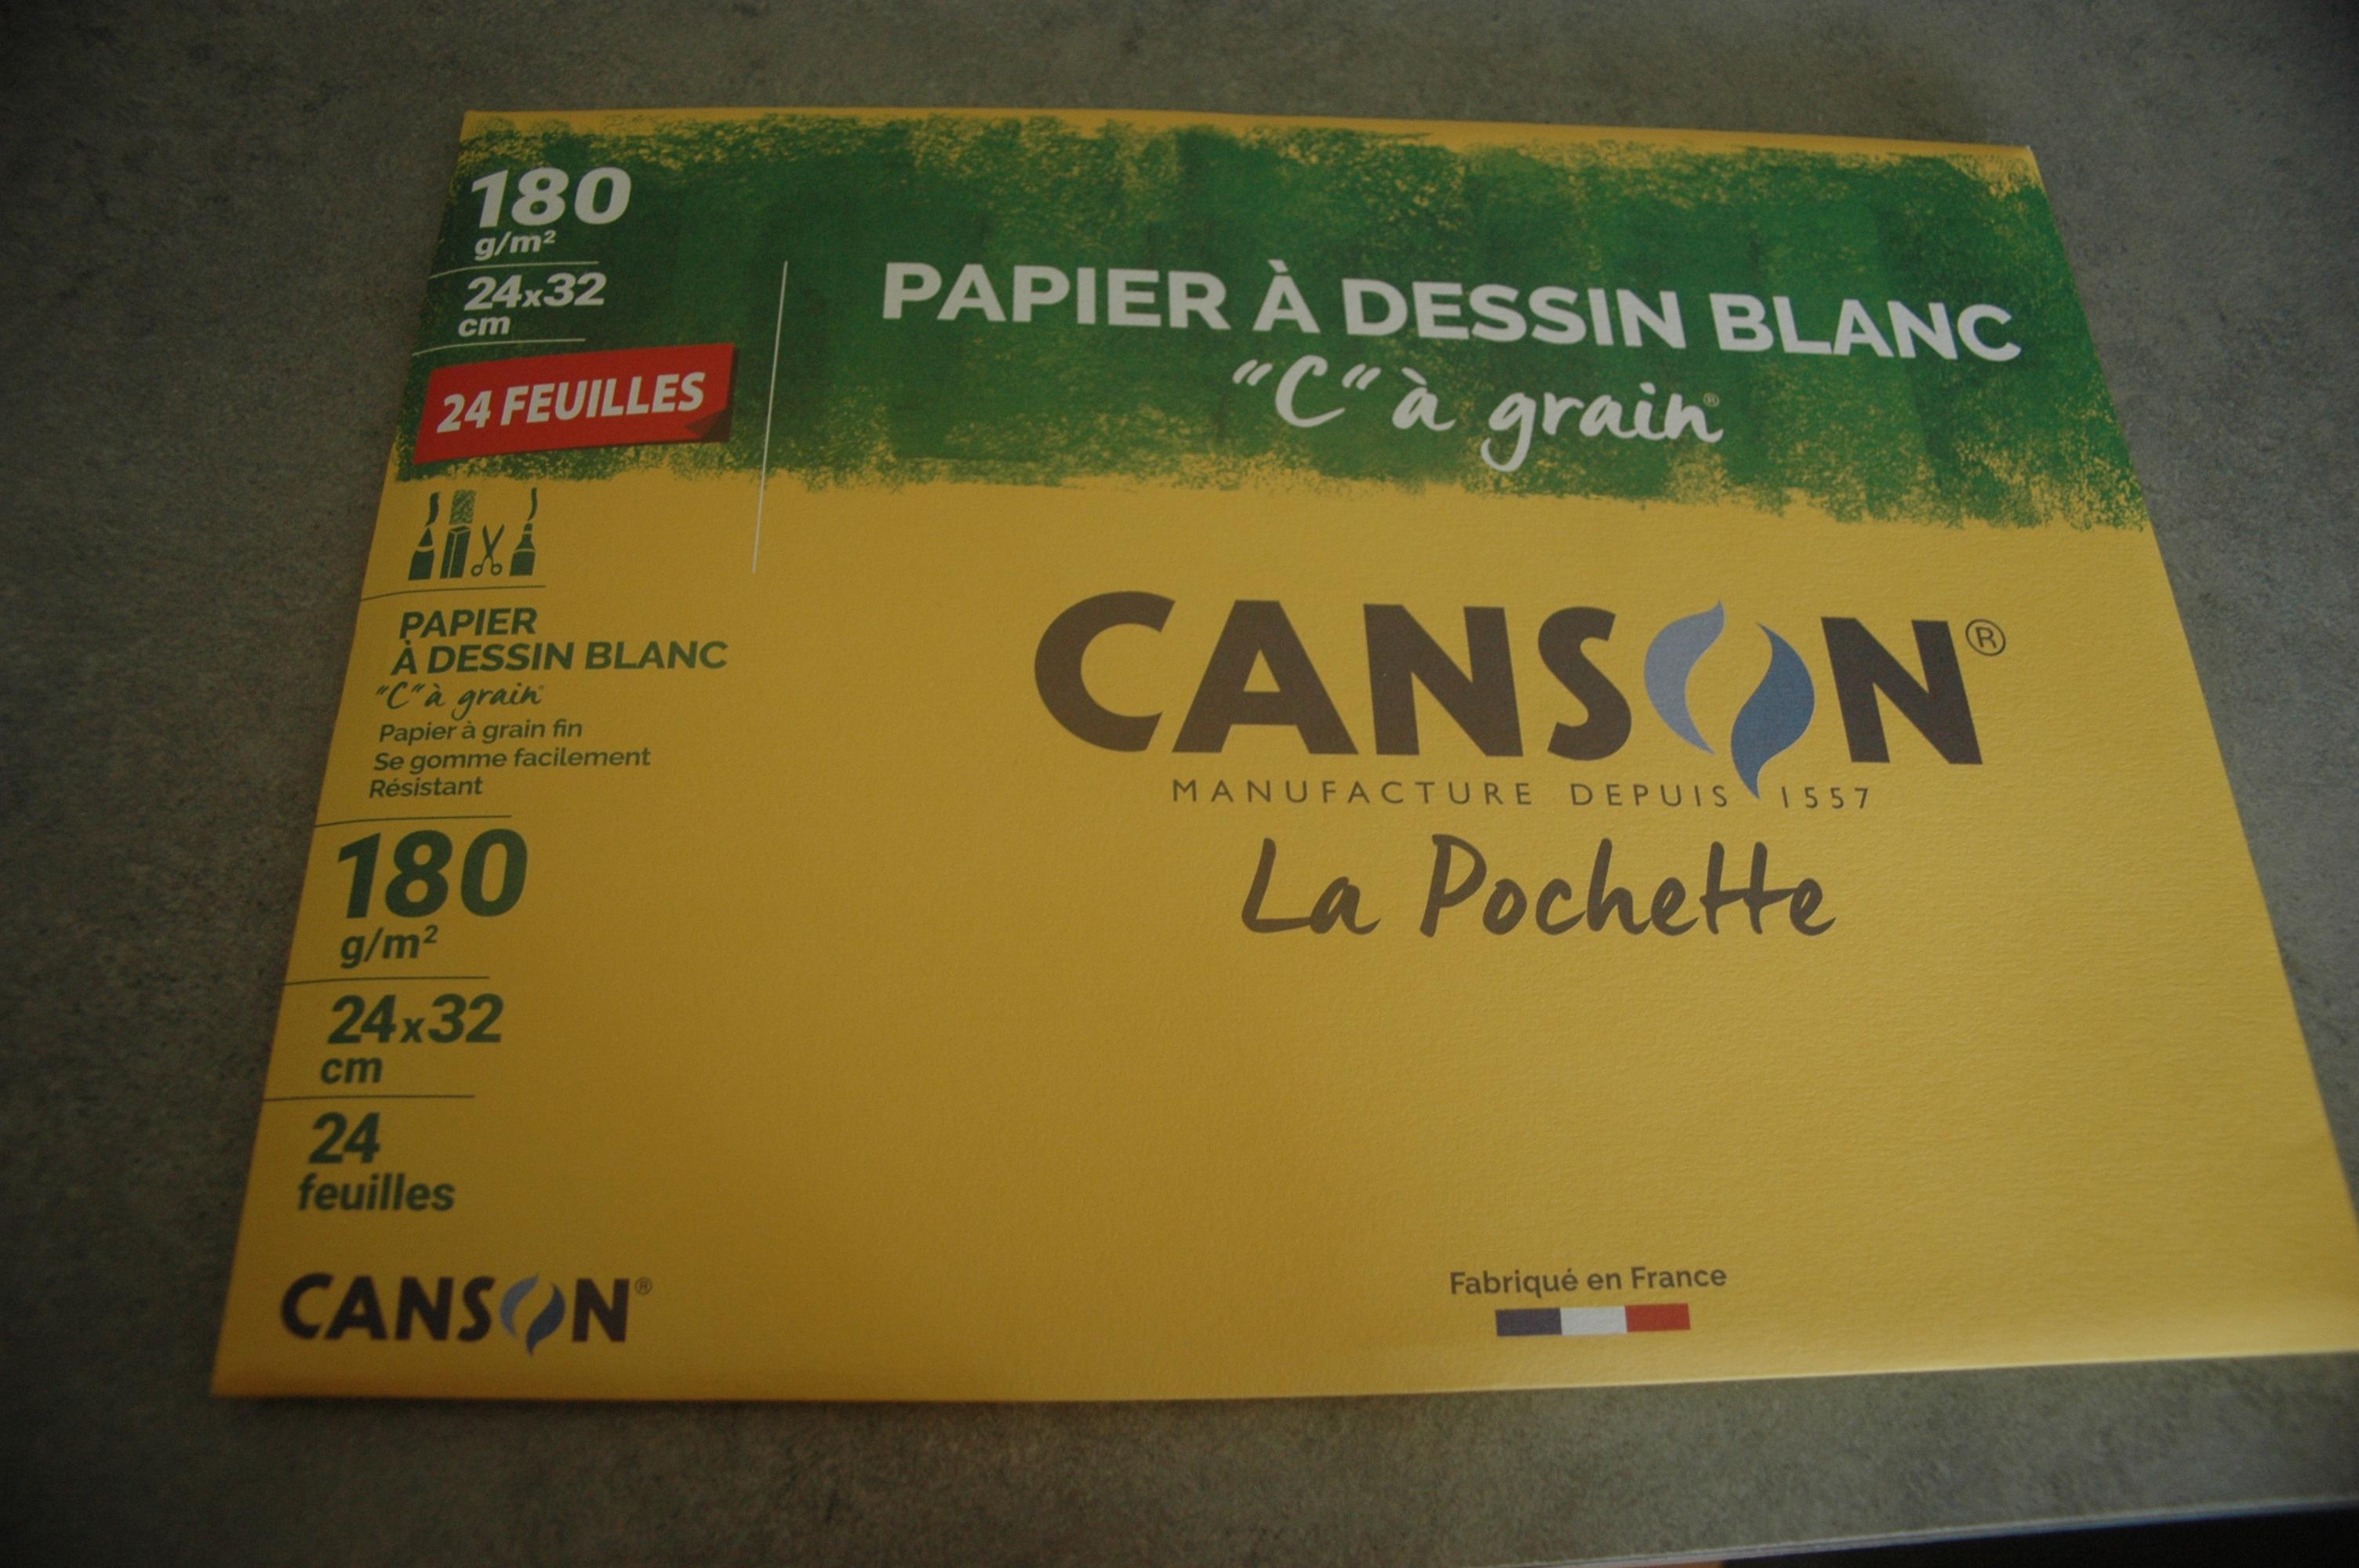 180
g/m²
24x32
cm
24 FEUILLES
PAPIER À DESSIN BLANC
"C" à grain®
PAPIER
À DESSIN BLANC
"C" à grain®
Papier à grain fin
Se gomme facilement
Résistant
180
g/m²
24x32
cm
24
feuilles
CANSON®
CANSON®
MANUFACTURE DEPUIS 1557
La Pochette
Fabriqué en France